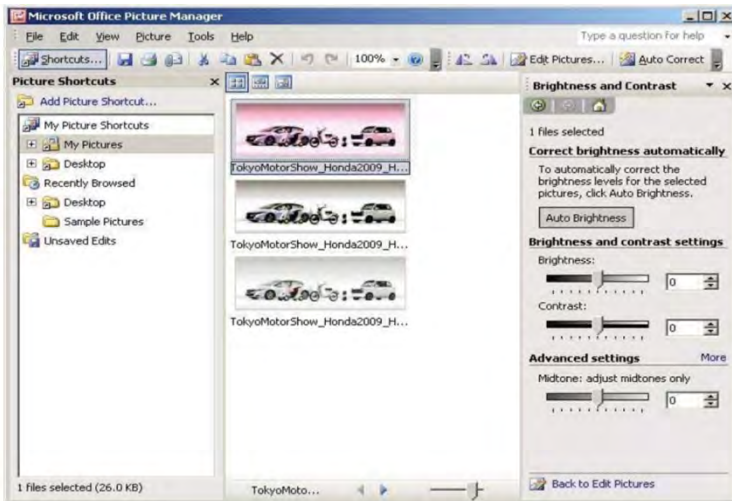 Microsoft Office Picture Manager
File Edit View Picture Tools Help
Type a question for help
Shortcuts... 100% Edit Pictures... Auto Correct
Picture Shortcuts
Add Picture Shortcut...
My Picture Shortcuts
My Pictures
Desktop
Recently Browsed
Desktop
Sample Pictures
Unsaved Edits
1 files selected (26.0 KB)
TokyoMotorShow_Honda2009_H...
TokyoMotorShow_Honda2009_H...
TokyoMotorShow_Honda2009_H...
TokyoMoto...
Brightness and Contrast
1 files selected
Correct brightness automatically
To automatically correct the
brightness levels for the selected
pictures, click Auto Brightness.
Auto Brightness
Brightness and contrast settings
Brightness:
0
Contrast:
0
Advanced settings More
Midtone: adjust midtones only
0
Back to Edit Pictures